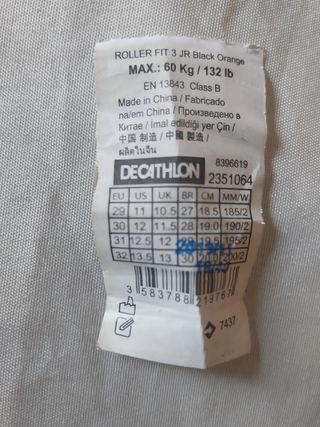 ROLLER FIT 3 JR Black Orange
MAX.: 60 Kg / 132 lb
EN 13843 Class B
Made in China / Fabricado
na/em China / Произведено в
Китае / İmal edildiği yer Çin /
中国 制造 / 中國 製造 /
ผลิตในจีน
8396619
DECATHLON 2351064
EU US UK BR CM MM/W
29 11 10.5 27 18.5 185/2
30 12 11.5 28 19.0 190/2
31 12.5 12 19.5 195/2
32 13.5 13 30 200/2
3 583788 219767
7437